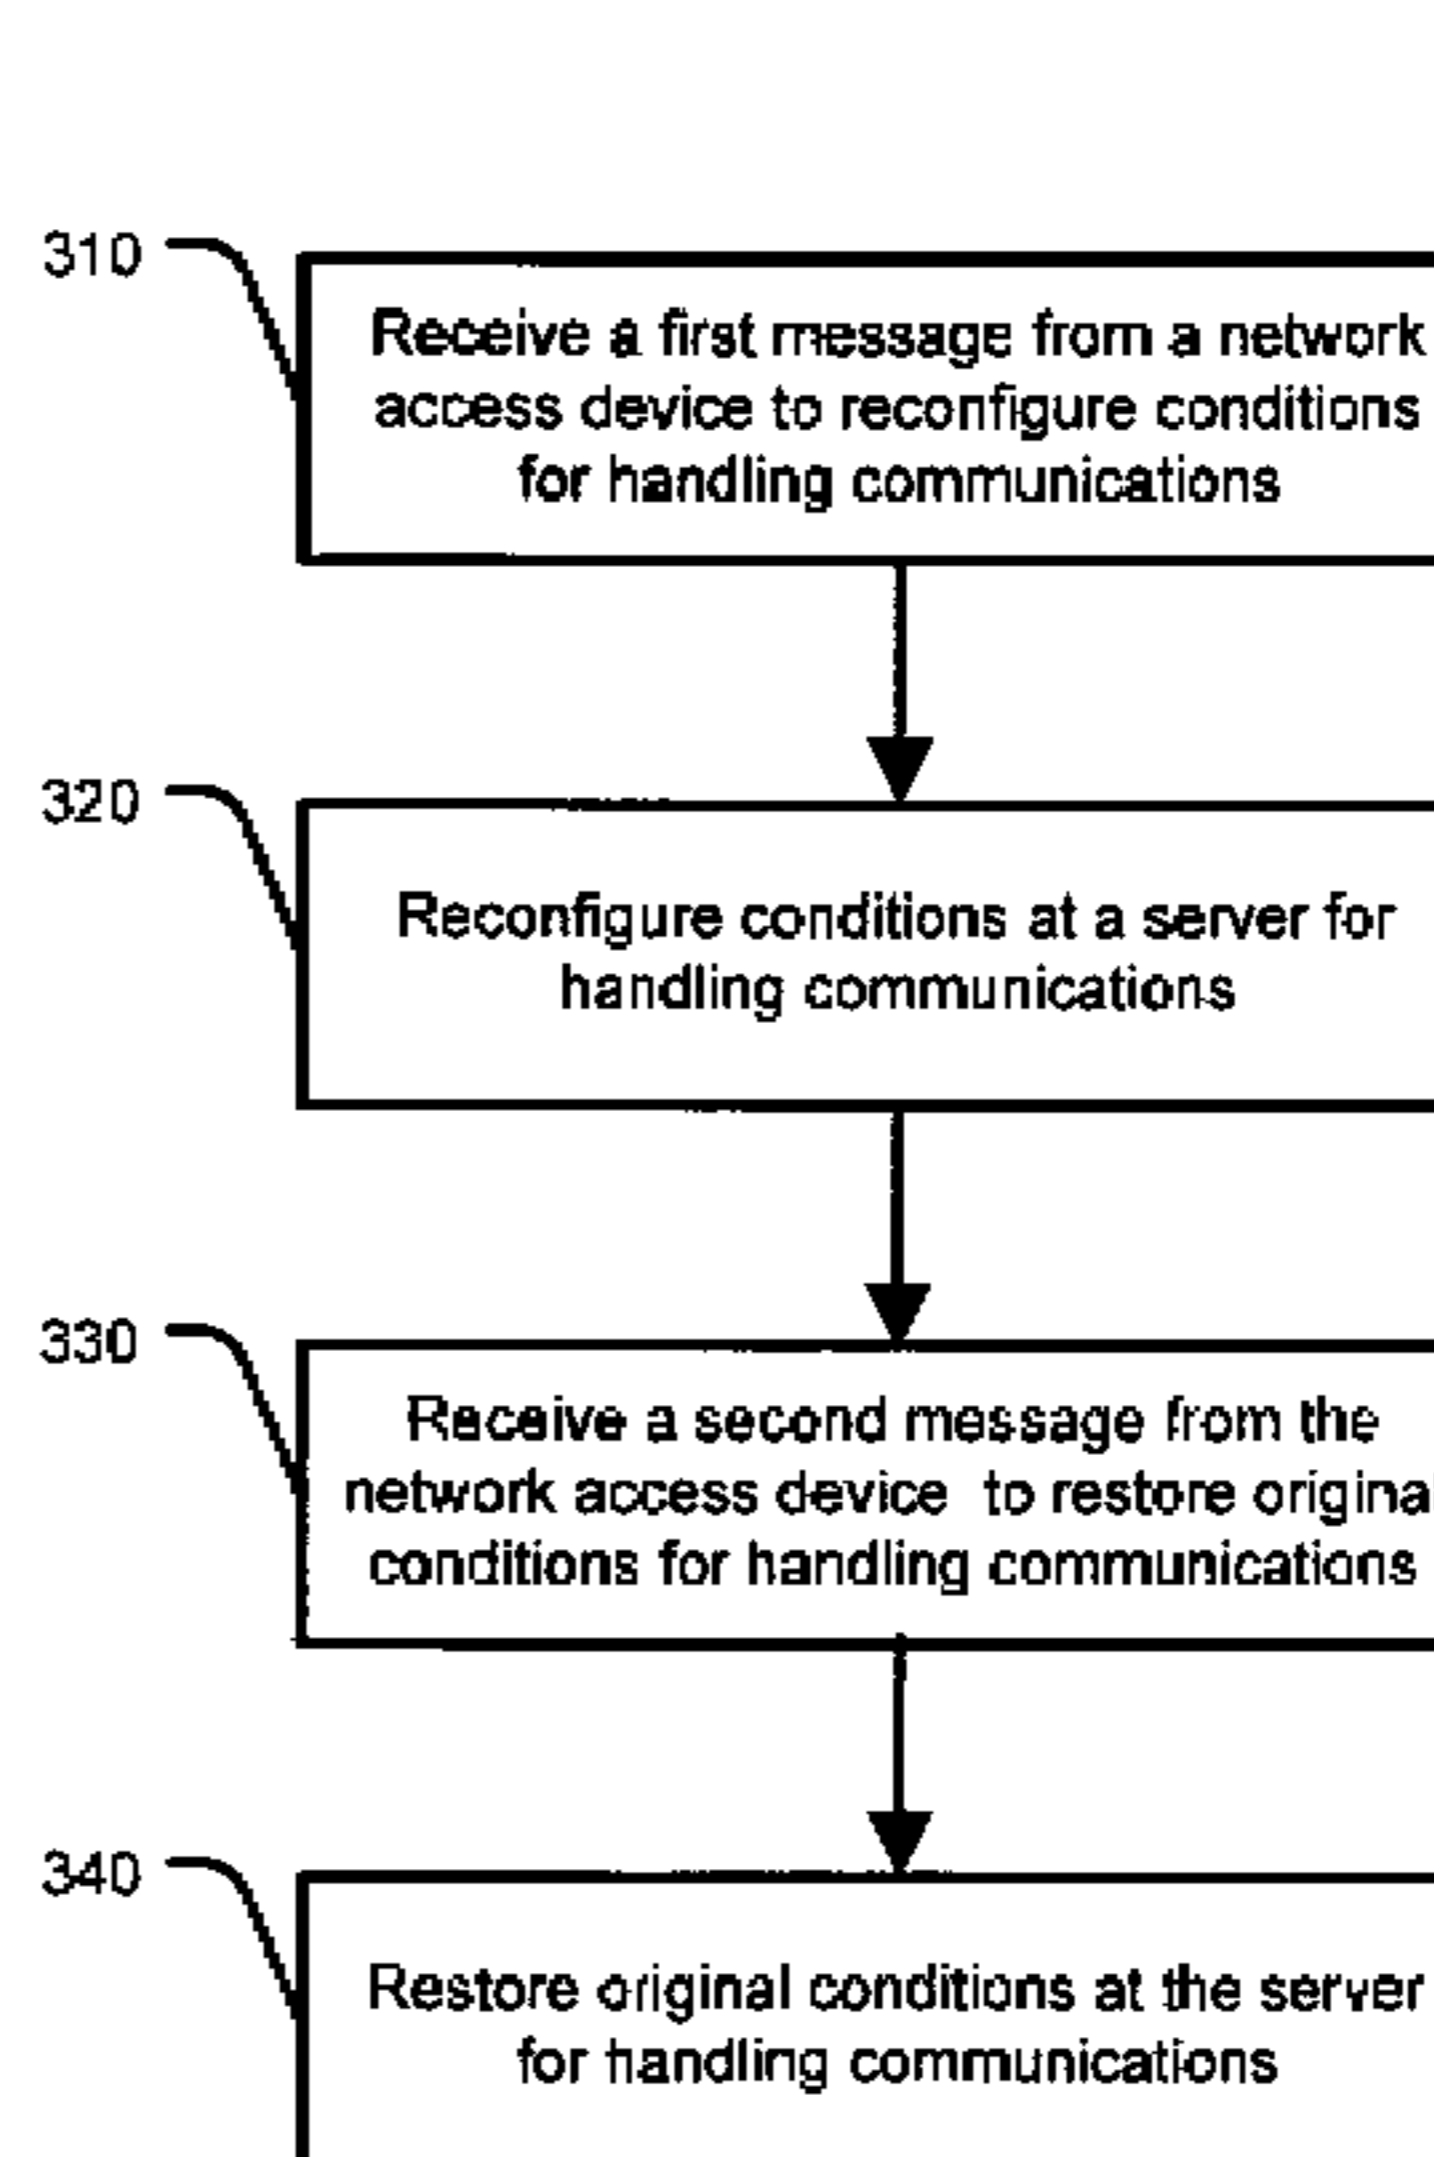 310
Receive a first message from a network
access device to reconfigure conditions
for handling communications
320
Reconfigure conditions at a server for
handling communications
330
Receive a second message from the
network access device to restore original
conditions for handling communications
340
Restore original conditions at the server
for handling communications